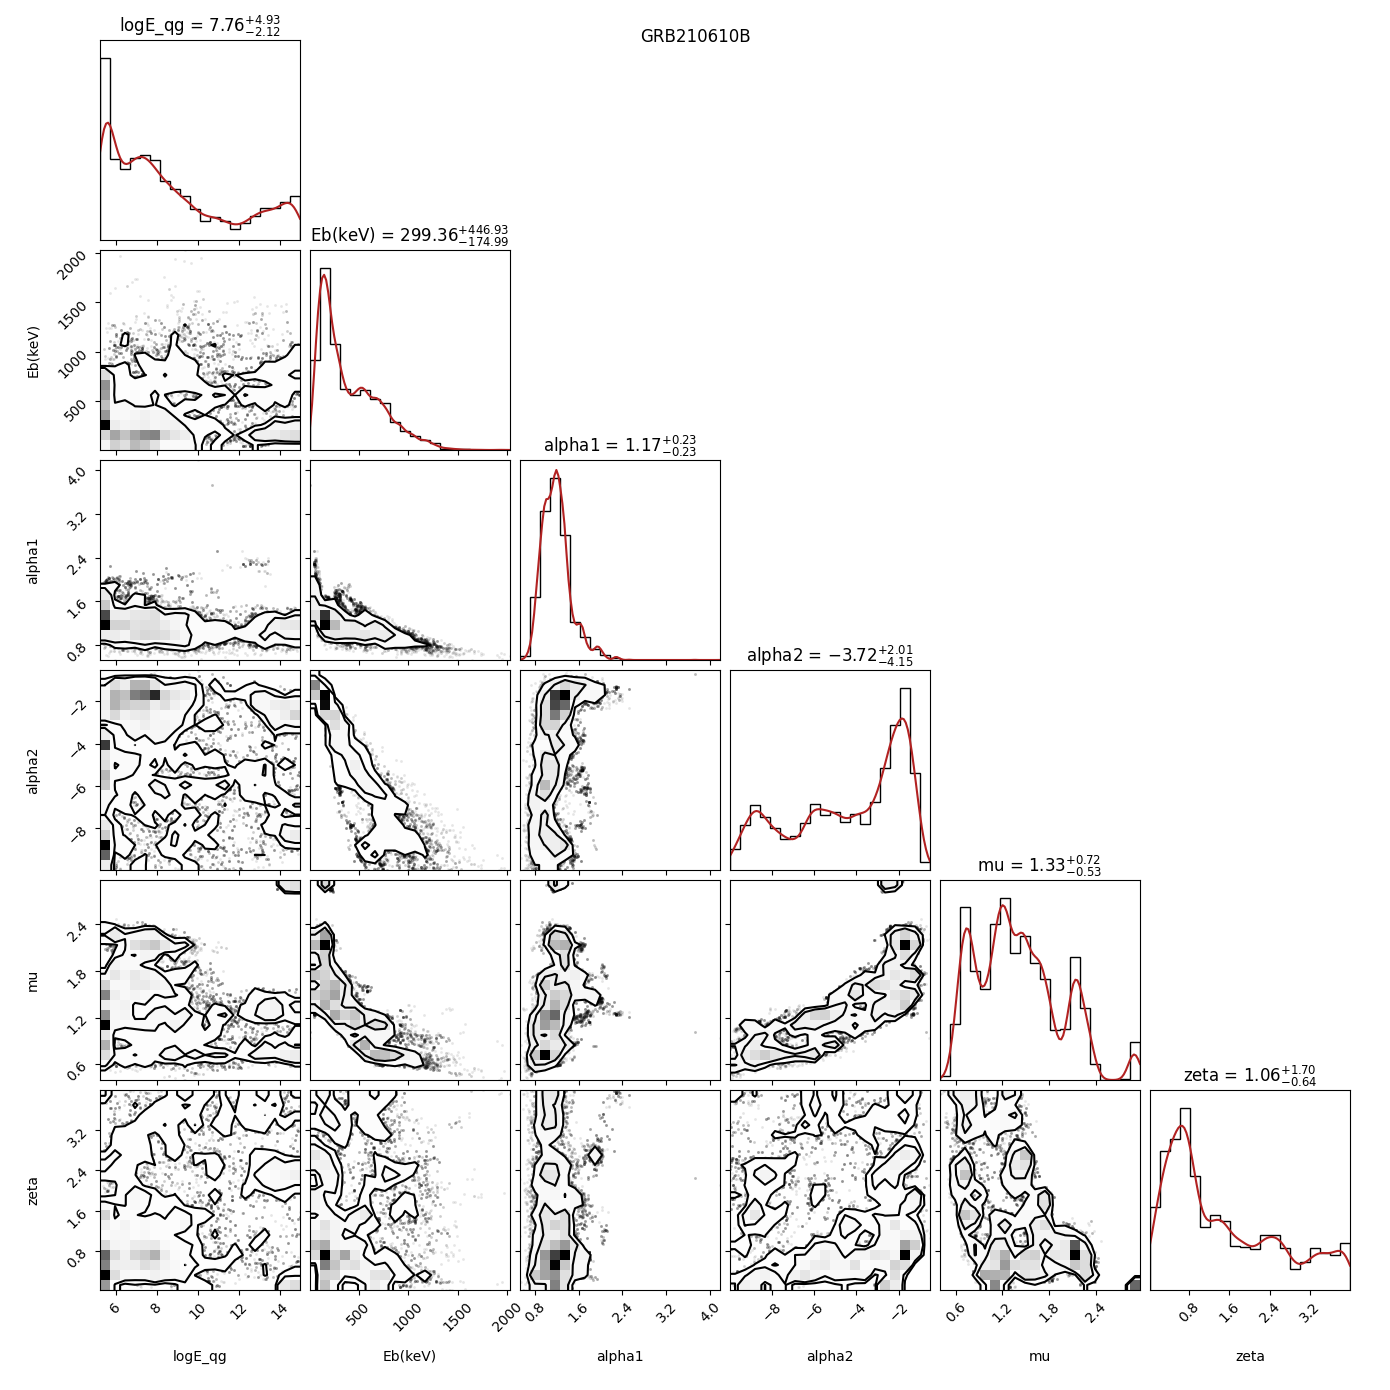 GRB210610B
logE_qg = 7.76^{+4.93}_{-2.12}
2000
1500
1000
500
Eb(keV)
Eb(keV) = 299.36^{+446.93}_{-174.99}
4.0
3.2
2.4
1.6
0.8
alpha1
alpha1 = 1.17^{+0.23}_{-0.23}
−2
−4
−6
−8
alpha2
alpha2 = −3.72^{+2.01}_{-4.15}
2.4
1.8
1.2
0.6
mu
mu = 1.33^{+0.72}_{-0.53}
3.2
2.4
1.6
0.8
zeta
zeta = 1.06^{+1.70}_{-0.64}
6 8 10 12 14
500 1000 1500 2000
0.8 1.6 2.4 3.2 4.0
−8 −6 −4 −2
0.6 1.2 1.8 2.4
0.8 1.6 2.4 3.2
logE_qg
Eb(keV)
alpha1
alpha2
mu
zeta